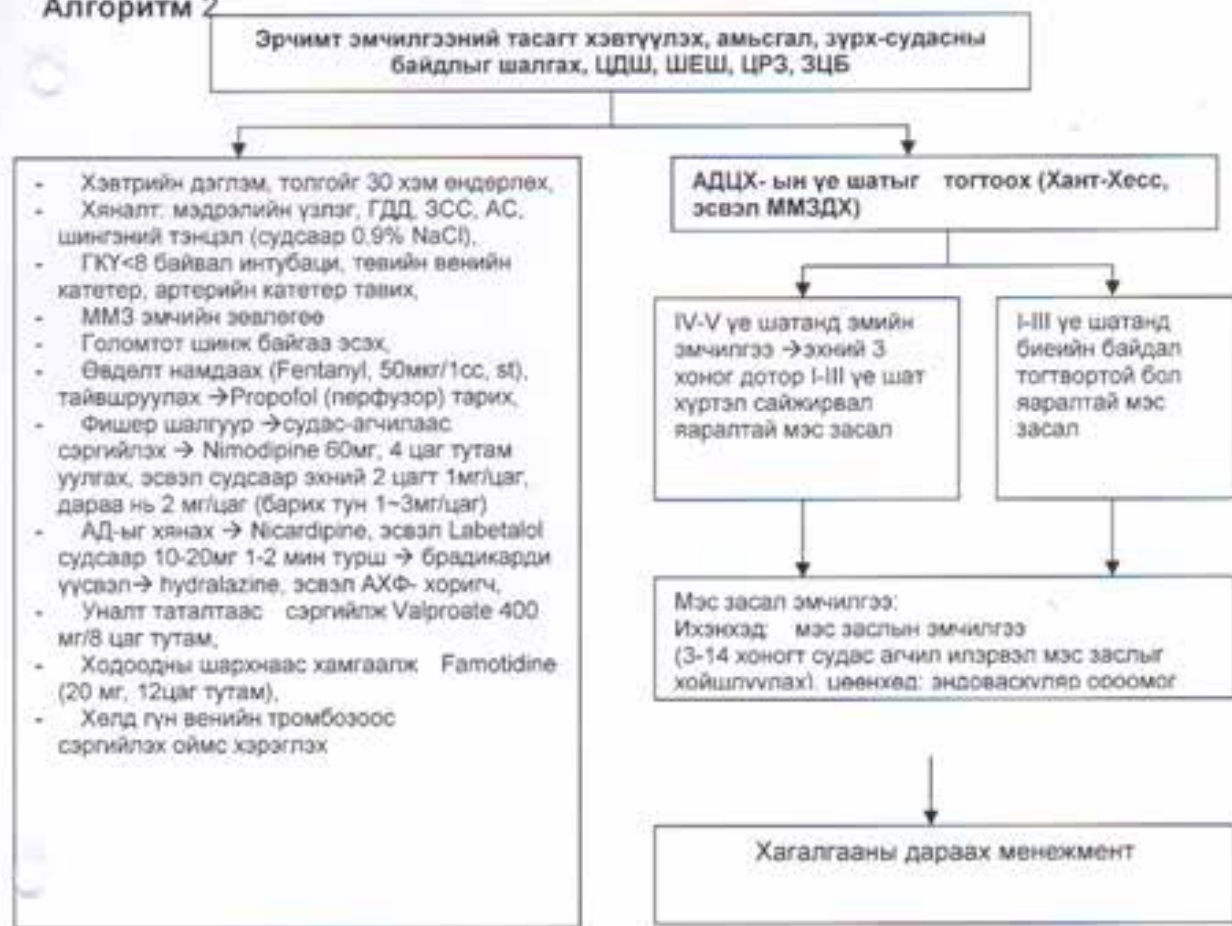 Алгоритм 2
Эрчимт эмчилгээний тасагт хэвтүүлэх, амьсгал, зүрх-судасны
байдлыг шалгах, ЦДШ, ШЕШ, ЦРЗ, ЗЦБ
- Хэвтрийн дэглэм, толгойг 30 хэм өндөрлөх,
- Хяналт: мэдрэлийн үзлэг, ГДД, ЗСС, АС,
шингэний тэнцэл (судсаар 0.9% NaCl),
- ГКҮ<8 байвал интубаци, төвийн венийн
катетер, артерийн катетер тавих,
- ММЗ эмчийн зөвлөгөө
- Голомтот шинж байгаа эсэх,
- Өвдөлт намдаах (Fentanyl, 50мкг/1сс, st),
тайвшруулах →Propofol (перфузор) тарих,
- Фишер шалгуур →судас-агчилаас
сэргийлэх → Nimodipine 60мг, 4 цаг тутам
уулгах, эсвэл судсаар эхний 2 цагт 1мг/цаг,
дараа нь 2 мг/цаг (барих тун 1~3мг/цаг)
- АД-ыг хянах → Nicardipine, эсвэл Labetalol
судсаар 10-20мг 1-2 мин турш → брадикарди
үүсвэл→ hydralazine, эсвэл АХФ- хоригч,
- Уналт таталтаас сэргийлж Valproate 400
мг/8 цаг тутам,
- Ходоодны шархнаас хамгаалж Famotidine
(20 мг, 12цаг тутам),
- Хөлд гүн венийн тромбозоос
сэргийлэх оймс хэрэглэх
АДЦХ- ын үе шатыг тогтоох (Хант-Хесс,
эсвэл ММЗДХ)
IV-V үе шатанд эмийн
эмчилгээ →эхний 3
хоног дотор I-III үе шат
хүртэл сайжирвал
яаралтай мэс засал
I-III үе шатанд
биеийн байдал
тогтвортой бол
яаралтай мэс
засал
Мэс засал эмчилгээ:
Ихэнхэд: мэс заслын эмчилгээ
(3-14 хоногт судас агчил илэрвэл мэс заслыг
хойшлуулах), цөөнхөд: эндоваскуляр ороомог
Хагалгааны дараах менежмент